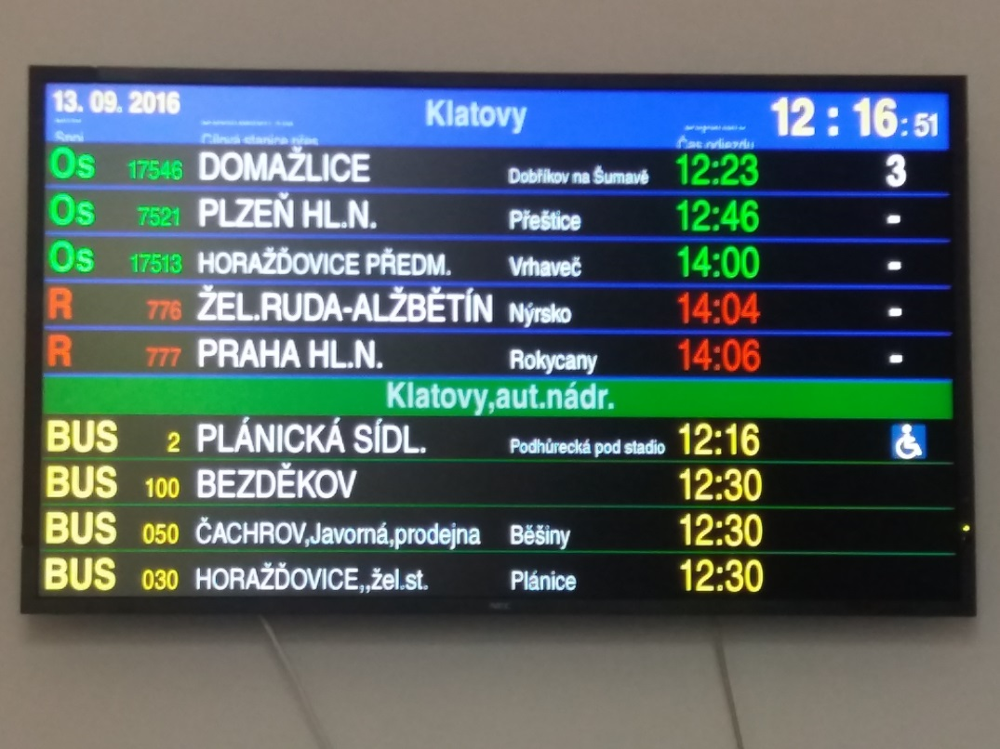 13. 09. 2016 Klatovy 12 : 16 : 51
Spoj Cílová stanice přes Čas odjezdu
Os 17546 DOMAŽLICE Dobříkov na Šumavě 12:23 3
Os 7521 PLZEŇ HL.N. Přeštice 12:46 -
Os 17513 HORAŽĎOVICE PŘEDM. Vrhaveč 14:00 -
R 776 ŽEL.RUDA-ALŽBĚTÍN Nýrsko 14:04 -
R 777 PRAHA HL.N. Rokycany 14:06 -
Klatovy,aut.nádr.
BUS 2 PLÁNICKÁ SÍDL. Podhůrecká pod stadio 12:16
BUS 100 BEZDĚKOV 12:30
BUS 050 ČACHROV,Javorná,prodejna Běšiny 12:30
BUS 030 HORAŽĎOVICE,,žel.st. Plánice 12:30
NEC